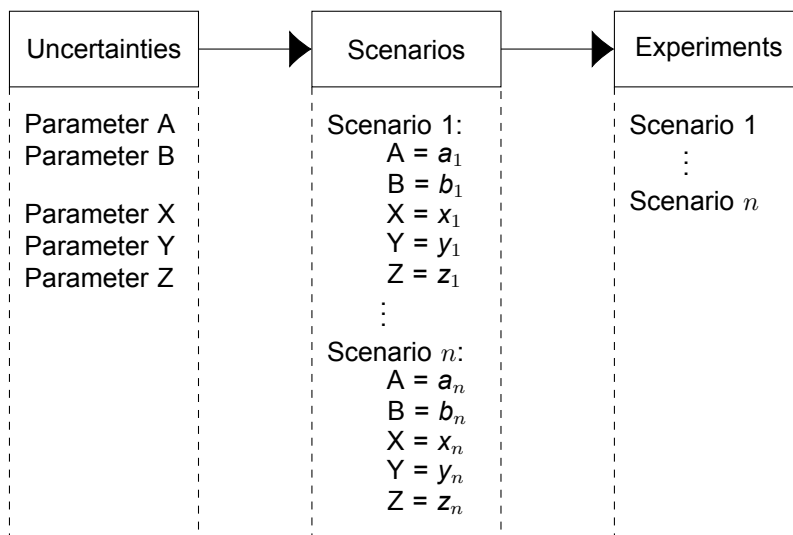 Uncertainties
Scenarios
Experiments
Parameter A
Parameter B
Parameter X
Parameter Y
Parameter Z
Scenario 1:
A = a₁
B = b₁
X = x₁
Y = y₁
Z = z₁
⋮
Scenario n:
A = aₙ
B = bₙ
X = xₙ
Y = yₙ
Z = zₙ
Scenario 1
⋮
Scenario n